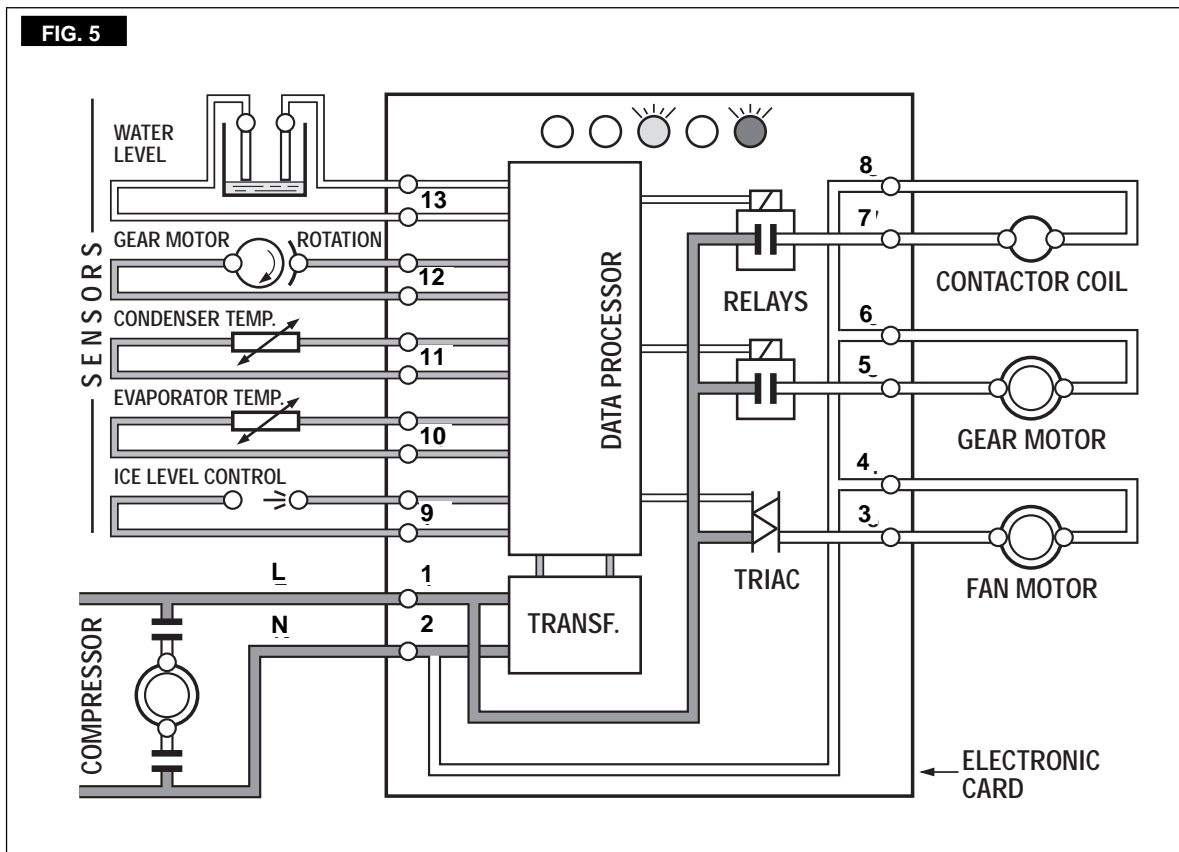 FIG. 5
WATER
LEVEL
13
GEAR MOTOR ROTATION
12
CONDENSER TEMP.
11
EVAPORATOR TEMP.
10
ICE LEVEL CONTROL
9
SENSORS
L
1
N
2
COMPRESSOR
DATA PROCESSOR
TRANSF.
RELAYS
TRIAC
8
7
CONTACTOR COIL
6
5
GEAR MOTOR
4
3
FAN MOTOR
ELECTRONIC
CARD